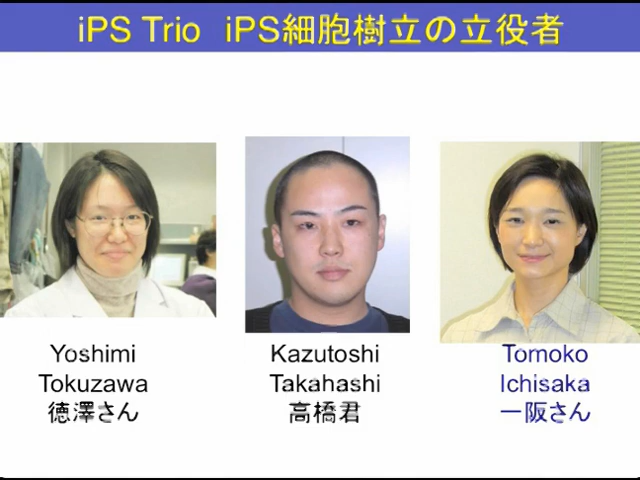 iPS Trio iPS細胞樹立の立役者
Yoshimi
Tokuzawa
徳澤さん
Kazutoshi
Takahashi
高橋君
Tomoko
Ichisaka
一阪さん